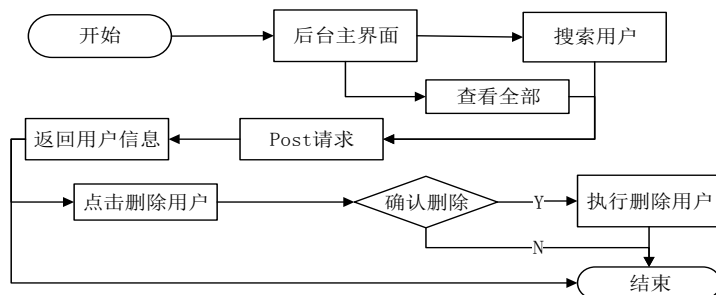 开始
后台主界面
搜索用户
查看全部
返回用户信息
Post请求
点击删除用户
确认删除
Y
执行删除用户
N
结束